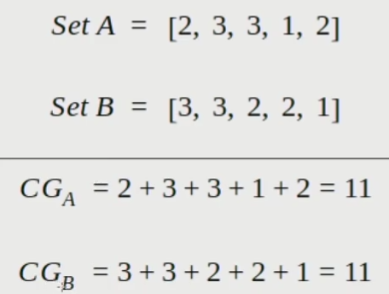 Set A = [2, 3, 3, 1, 2]
Set B = [3, 3, 2, 2, 1]
CG_A = 2 + 3 + 3 + 1 + 2 = 11
CG_B = 3 + 3 + 2 + 2 + 1 = 11